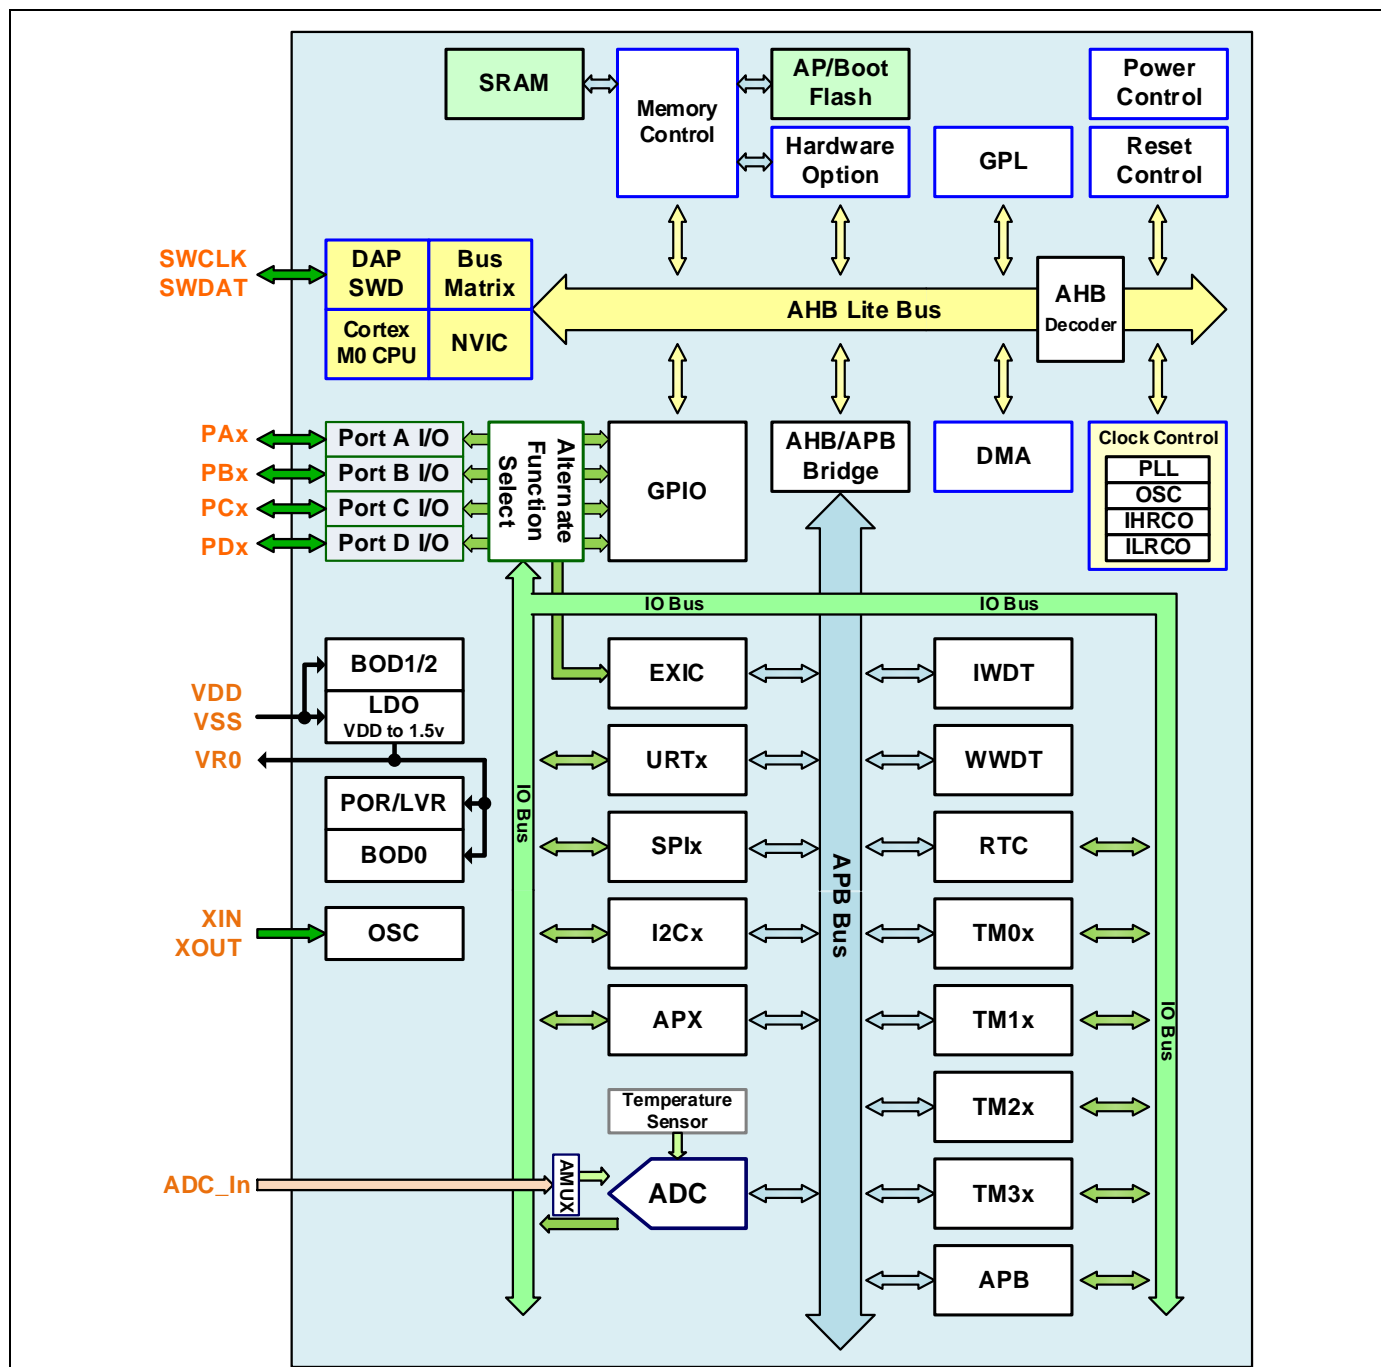 SRAM
Memory
Control
AP/Boot
Flash
Power
Control
Hardware
Option
GPL
Reset
Control
SWCLK
SWDAT
DAP
SWD
Bus
Matrix
Cortex
M0 CPU
NVIC
AHB Lite Bus
AHB
Decoder
PAx
PBx
PCx
PDx
Port A I/O
Port B I/O
Port C I/O
Port D I/O
Alternate
Function
Select
GPIO
AHB/APB
Bridge
DMA
Clock Control
PLL
OSC
IHRCO
ILRCO
IO Bus
IO Bus
VDD
VSS
VR0
BOD1/2
LDO
VDD to 1.5v
POR/LVR
BOD0
XIN
XOUT
OSC
IO Bus
EXIC
URTx
SPIx
I2Cx
APX
Temperature
Sensor
ADC_In
AMUX
ADC
APB Bus
IWDT
WWDT
RTC
TM0x
TM1x
TM2x
TM3x
APB
IO Bus